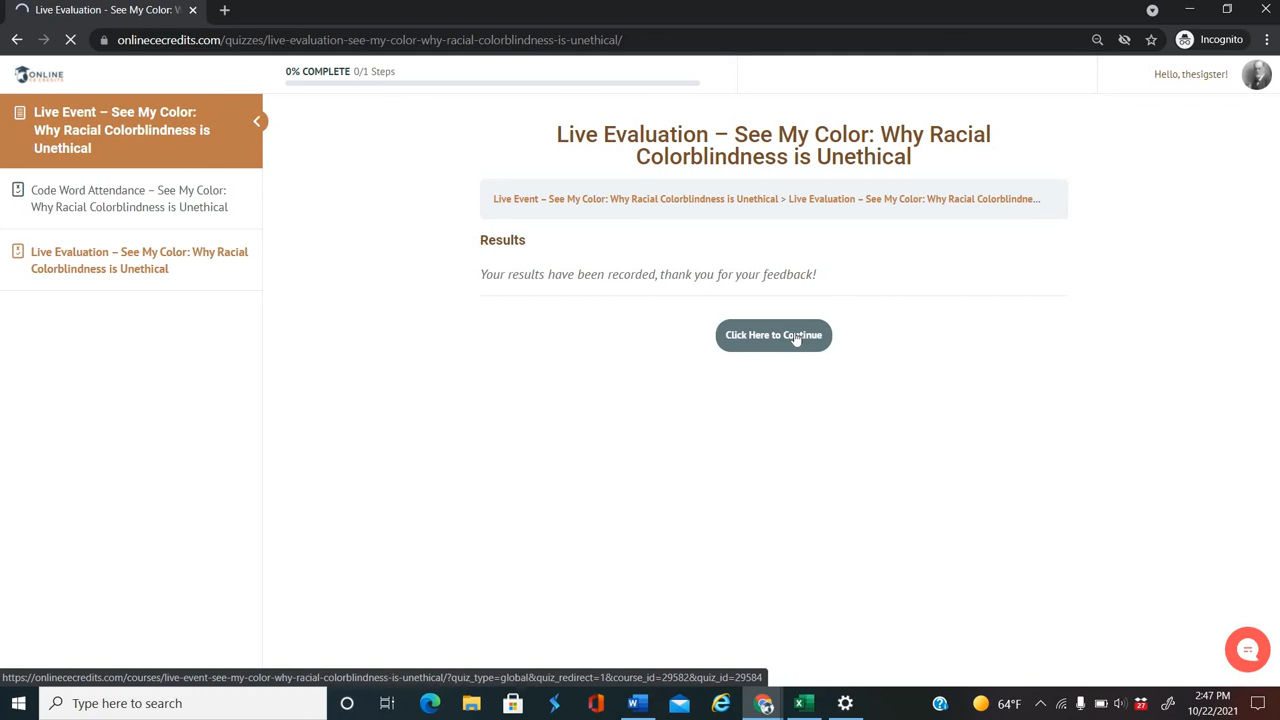 Live Evaluation - See My Color: W
onlinececredits.com/quizzes/live-evaluation-see-my-color-why-racial-colorblindness-is-unethical/
Incognito
ONLINE
CE CREDITS
0% COMPLETE 0/1 Steps
Hello, thesigster!
Live Event – See My Color:
Why Racial Colorblindness is
Unethical
Code Word Attendance – See My Color:
Why Racial Colorblindness is Unethical
Live Evaluation – See My Color: Why Racial
Colorblindness is Unethical
Live Evaluation – See My Color: Why Racial
Colorblindness is Unethical
Live Event – See My Color: Why Racial Colorblindness is Unethical > Live Evaluation – See My Color: Why Racial Colorblindne...
Results
Your results have been recorded, thank you for your feedback!
Click Here to Continue
https://onlinececredits.com/courses/live-event-see-my-color-why-racial-colorblindness-is-unethical/?quiz_type=global&quiz_redirect=1&course_id=29582&quiz_id=29584
Type here to search
64°F
2:47 PM
10/22/2021